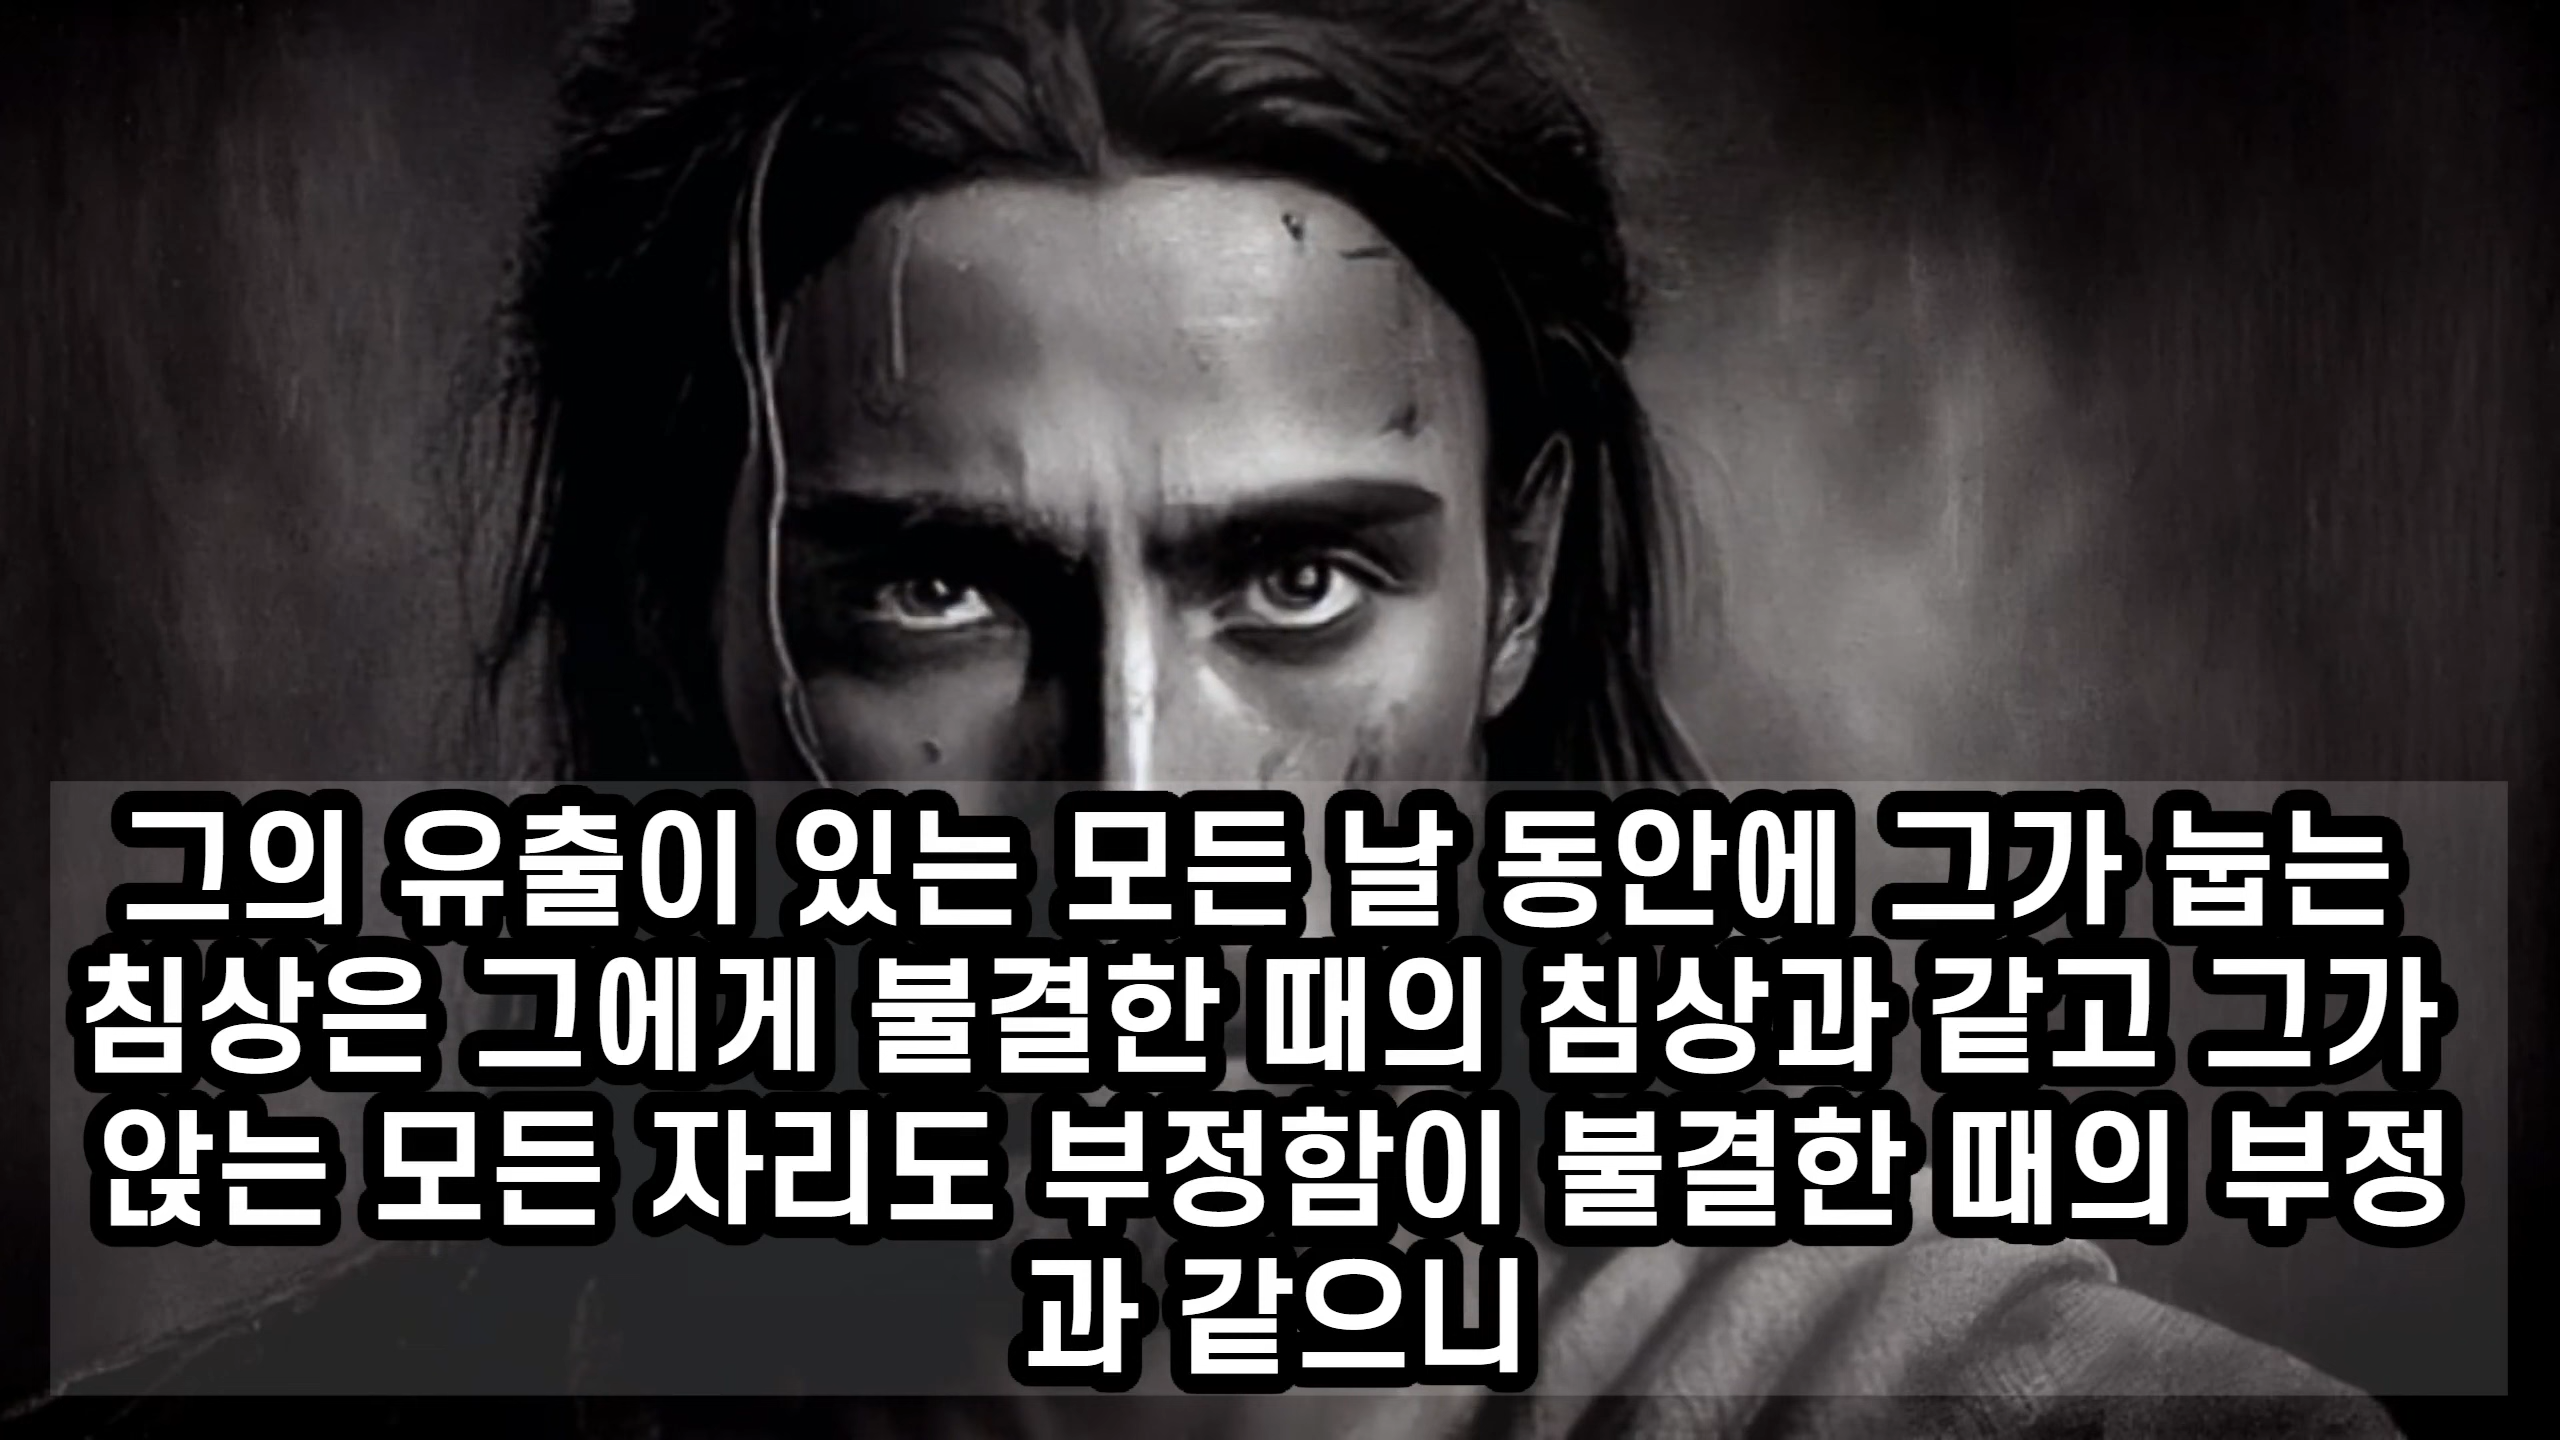 그의 유출이 있는 모든 날 동안에 그가 눕는
침상은 그에게 불결한 때의 침상과 같고 그가
앉는 모든 자리도 부정함이 불결한 때의 부정
과 같으니